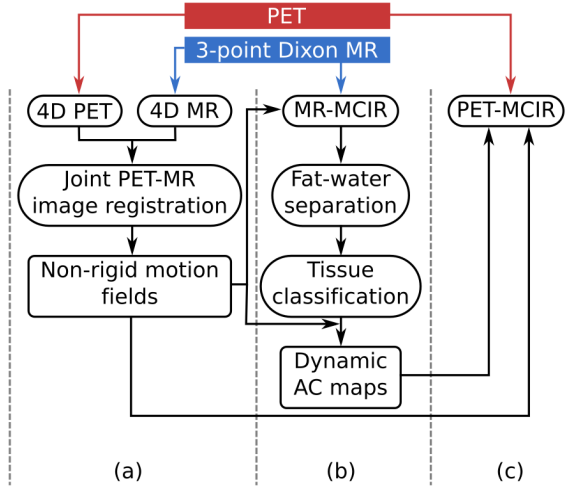 PET
3-point Dixon MR
4D PET
4D MR
MR-MCIR
PET-MCIR
Joint PET-MR
image registration
Fat-water
separation
Non-rigid motion
fields
Tissue
classification
Dynamic
AC maps
(a)
(b)
(c)